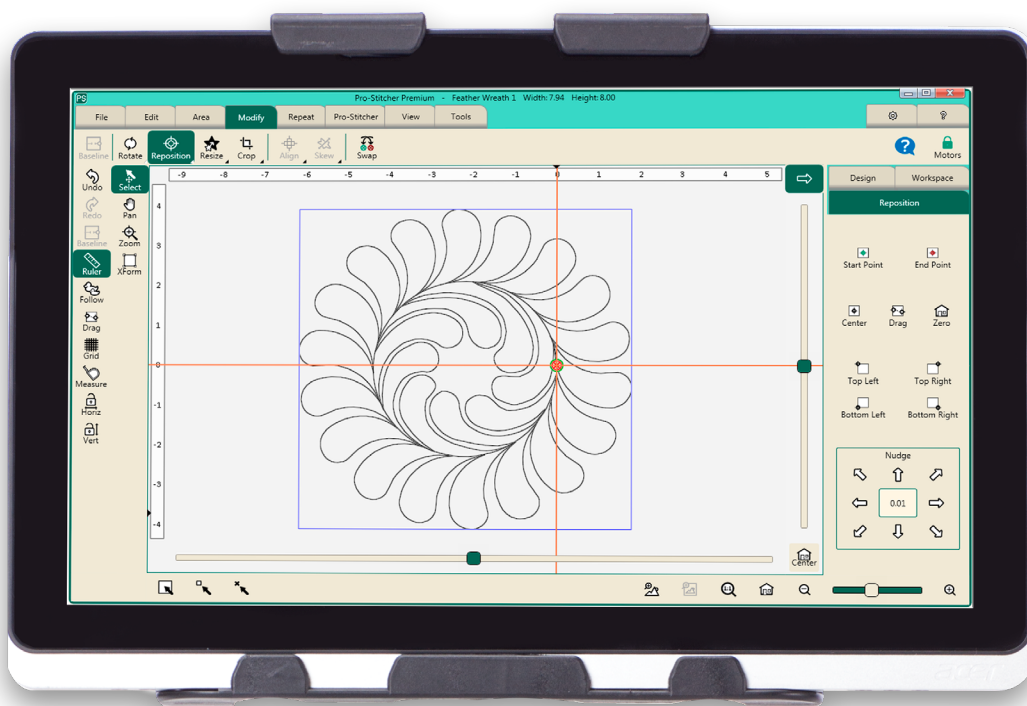 PS Pro-Stitcher Premium - Feather Wreath 1 Width: 7.94 Height: 8.00
File Edit Area Modify Repeat Pro-Stitcher View Tools ?
Baseline Rotate Reposition Resize Crop Align Skew Swap ? Motors
Undo Select
Redo Pan
Baseline Zoom
Ruler XForm
Follow
Drag
Grid
Measure
Horiz
Vert
-9 -8 -7 -6 -5 -4 -3 -2 -1 0 1 2 3 4 5
4
3
2
1
0
-1
-2
-3
-4
Center
Design Workspace
Reposition
Start Point End Point
Center Drag Zero
Top Left Top Right
Bottom Left Bottom Right
Nudge
0.01
1:1
acer